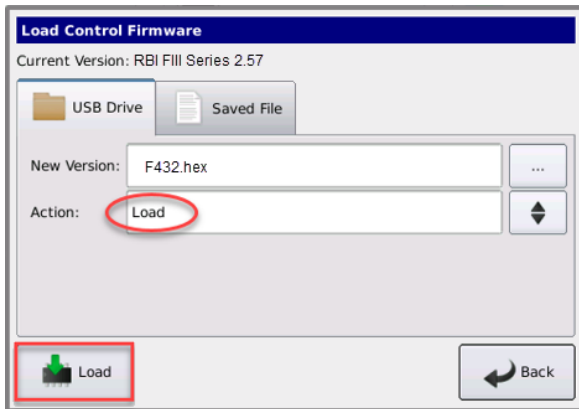 Load Control Firmware
Current Version: RBI FIII Series 2.57
USB Drive
Saved File
New Version: F432.hex ...
Action: Load
Load
Back